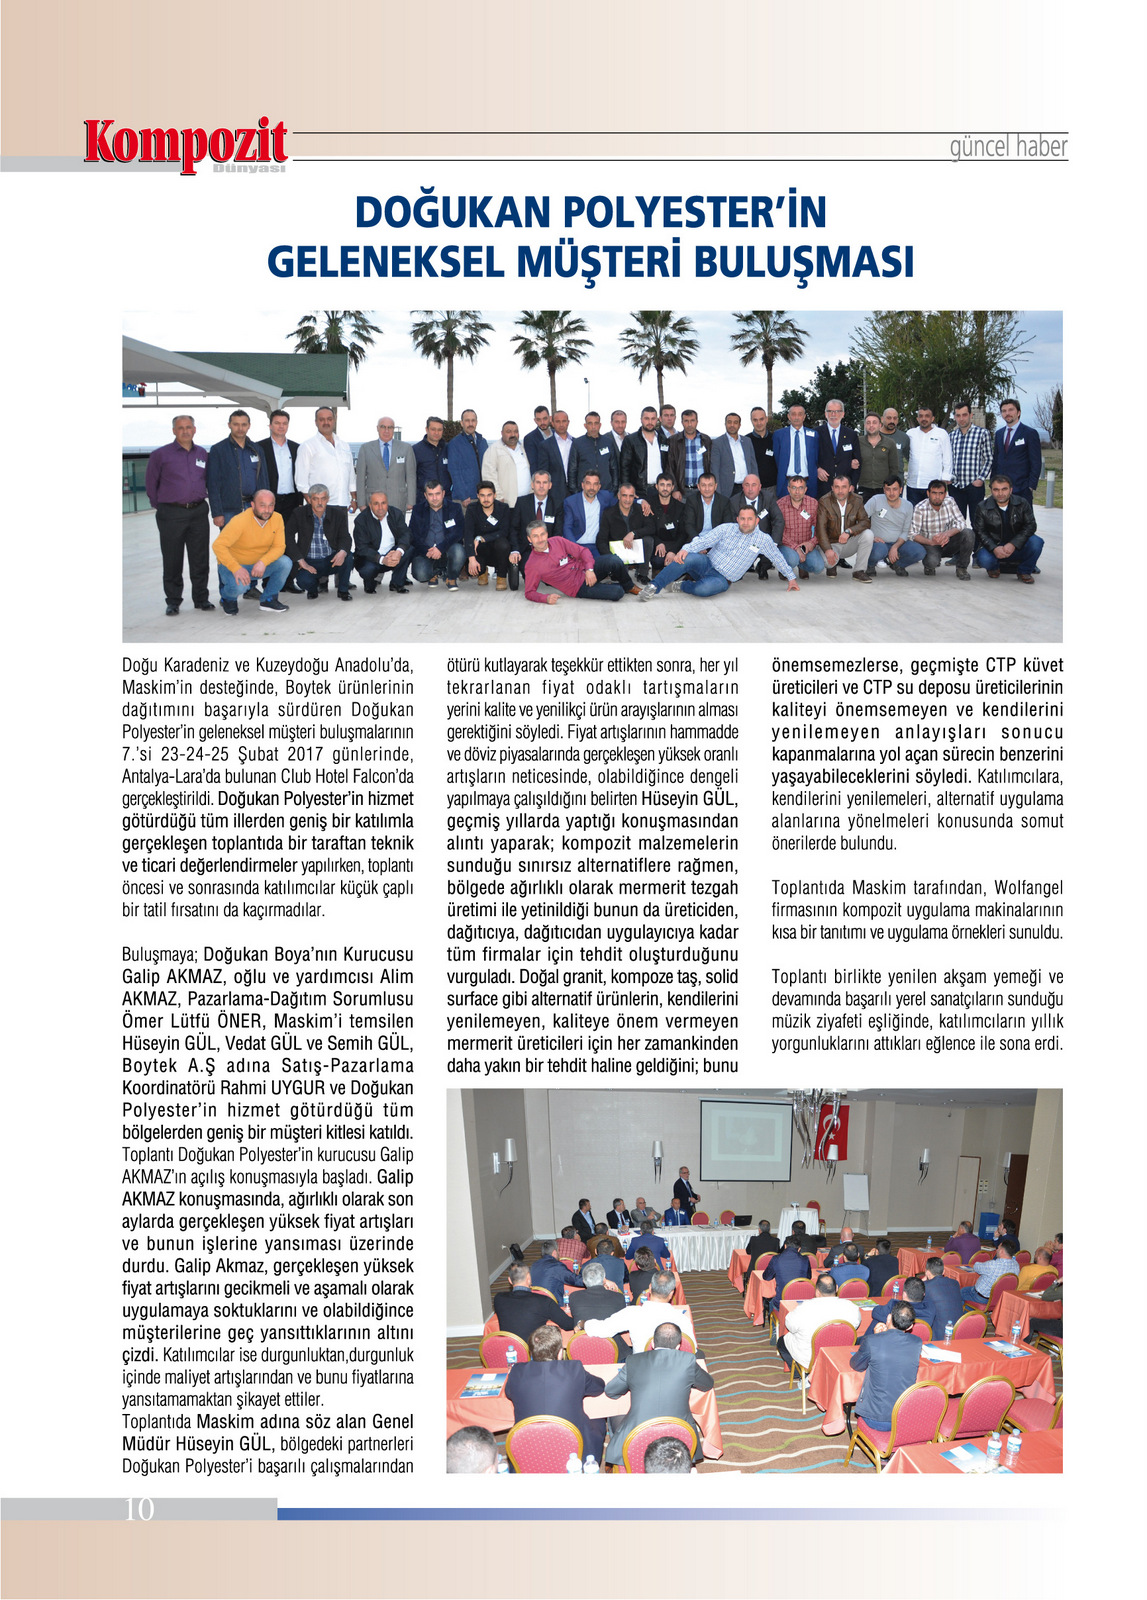 Kompozit
Dünyası
güncel haber
DOĞUKAN POLYESTER’İN
GELENEKSEL MÜŞTERİ BULUŞMASI
Doğu Karadeniz ve Kuzeydoğu Anadolu’da,
Maskim’in desteğinde, Boytek ürünlerinin
dağıtımını başarıyla sürdüren Doğukan
Polyester’in geleneksel müşteri buluşmalarının
7.’si 23-24-25 Şubat 2017 günlerinde,
Antalya-Lara’da bulunan Club Hotel Falcon’da
gerçekleştirildi. Doğukan Polyester’in hizmet
götürdüğü tüm illerden geniş bir katılımla
gerçekleşen toplantıda bir taraftan teknik
ve ticari değerlendirmeler yapılırken, toplantı
öncesi ve sonrasında katılımcılar küçük çaplı
bir tatil fırsatını da kaçırmadılar.
Buluşmaya; Doğukan Boya’nın Kurucusu
Galip AKMAZ, oğlu ve yardımcısı Alim
AKMAZ, Pazarlama-Dağıtım Sorumlusu
Ömer Lütfü ÖNER, Maskim’i temsilen
Hüseyin GÜL, Vedat GÜL ve Semih GÜL,
Boytek A.Ş adına Satış-Pazarlama
Koordinatörü Rahmi UYGUR ve Doğukan
Polyester’in hizmet götürdüğü tüm
bölgelerden geniş bir müşteri kitlesi katıldı.
Toplantı Doğukan Polyester’in kurucusu Galip
AKMAZ’ın açılış konuşmasıyla başladı. Galip
AKMAZ konuşmasında, ağırlıklı olarak son
aylarda gerçekleşen yüksek fiyat artışları
ve bunun işlerine yansıması üzerinde
durdu. Galip Akmaz, gerçekleşen yüksek
fiyat artışlarını gecikmeli ve aşamalı olarak
uygulamaya soktuklarını ve olabildiğince
müşterilerine geç yansıttıklarının altını
çizdi. Katılımcılar ise durgunluktan,durgunluk
içinde maliyet artışlarından ve bunu fiyatlarına
yansıtamamaktan şikayet ettiler.
Toplantıda Maskim adına söz alan Genel
Müdür Hüseyin GÜL, bölgedeki partnerleri
Doğukan Polyester’i başarılı çalışmalarından
ötürü kutlayarak teşekkür ettikten sonra, her yıl
tekrarlanan fiyat odaklı tartışmaların
yerini kalite ve yenilikçi ürün arayışlarının alması
gerektiğini söyledi. Fiyat artışlarının hammadde
ve döviz piyasalarında gerçekleşen yüksek oranlı
artışların neticesinde, olabildiğince dengeli
yapılmaya çalışıldığını belirten Hüseyin GÜL,
geçmiş yıllarda yaptığı konuşmasından
alıntı yaparak; kompozit malzemelerin
sunduğu sınırsız alternatiflere rağmen,
bölgede ağırlıklı olarak mermerit tezgah
üretimi ile yetinildiği bunun da üreticiden,
dağıtıcıya, dağıtıcıdan uygulayıcıya kadar
tüm firmalar için tehdit oluşturduğunu
vurguladı. Doğal granit, kompoze taş, solid
surface gibi alternatif ürünlerin, kendilerini
yenilemeyen, kaliteye önem vermeyen
mermerit üreticileri için her zamankinden
daha yakın bir tehdit haline geldiğini; bunu
önemsemezlerse, geçmişte CTP küvet
üreticileri ve CTP su deposu üreticilerinin
kaliteyi önemsemeyen ve kendilerini
yenilemeyen anlayışları sonucu
kapanmalarına yol açan sürecin benzerini
yaşayabileceklerini söyledi. Katılımcılara,
kendilerini yenilemeleri, alternatif uygulama
alanlarına yönelmeleri konusunda somut
önerilerde bulundu.
Toplantıda Maskim tarafından, Wolfangel
firmasının kompozit uygulama makinalarının
kısa bir tanıtımı ve uygulama örnekleri sunuldu.
Toplantı birlikte yenilen akşam yemeği ve
devamında başarılı yerel sanatçıların sunduğu
müzik ziyafeti eşliğinde, katılımcıların yıllık
yorgunluklarını attıkları eğlence ile sona erdi.
10